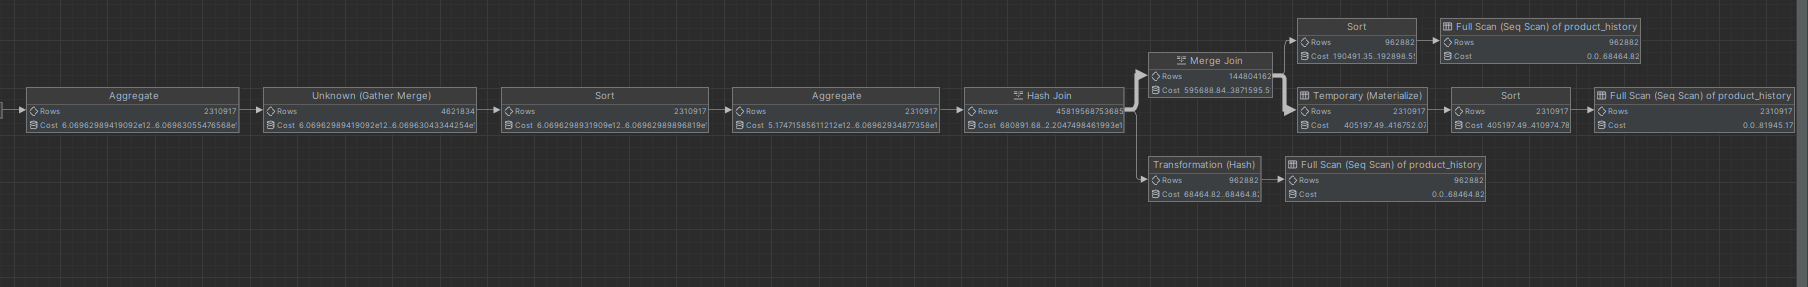 Aggregate
Rows 2310917
Cost 6.06962989419092e12..6.06963055476568e
Unknown (Gather Merge)
Rows 4621834
Cost 6.06962989419092e12..6.06963043344254e
Sort
Rows 2310917
Cost 6.0696298931909e12..6.06962989896819e
Aggregate
Rows 2310917
Cost 5.17471585611212e12..6.06962934877358e1
Hash Join
Rows 45819568753685
Cost 680891.68..2.2047498461993e1
Merge Join
Rows 144804162
Cost 595688.84..3871595.5
Sort
Rows 962882
Cost 190491.35..192898.5
Full Scan (Seq Scan) of product_history
Rows 962882
Cost 0.0..68464.82
Temporary (Materialize)
Rows 2310917
Cost 405197.49..416752.07
Sort
Rows 2310917
Cost 405197.49..410974.78
Full Scan (Seq Scan) of product_history
Rows 2310917
Cost 0.0..81945.17
Transformation (Hash)
Rows 962882
Cost 68464.82..68464.82
Full Scan (Seq Scan) of product_history
Rows 962882
Cost 0.0..68464.82